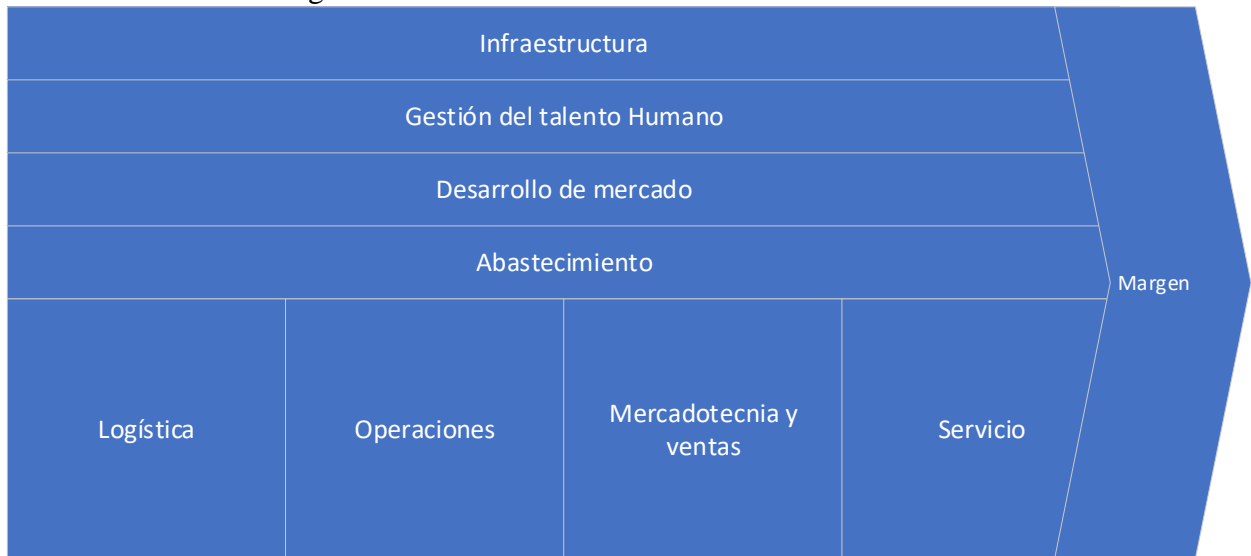 Infraestructura
Gestión del talento Humano
Desarrollo de mercado
Abastecimiento
Margen
Logística
Operaciones
Mercadotecnia y
ventas
Servicio